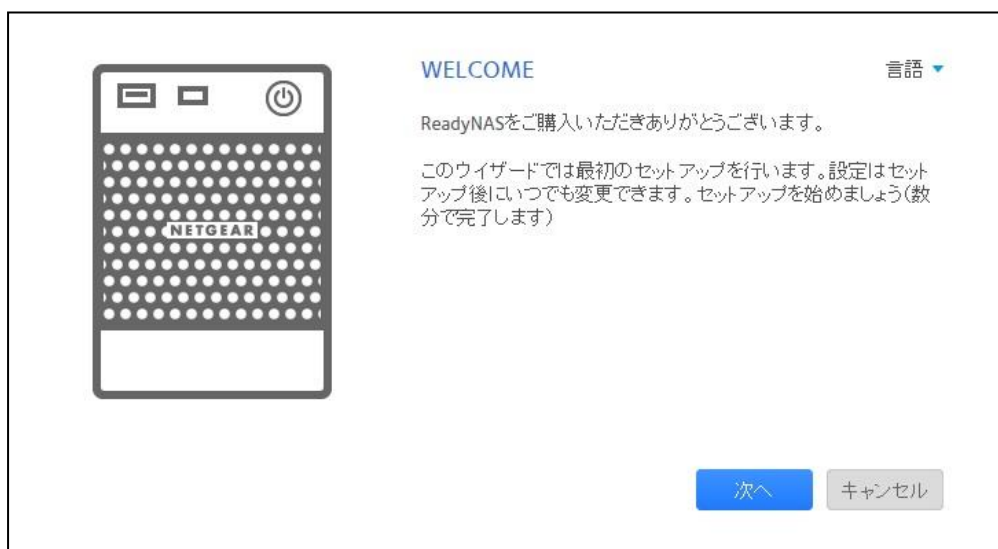 WELCOME
言語
ReadyNASをご購入いただきありがとうございます。
このウイザードでは最初のセットアップを行います。設定はセット
アップ後にいつでも変更できます。セットアップを始めましょう(数
分で完了します)
NETGEAR
次へ
キャンセル